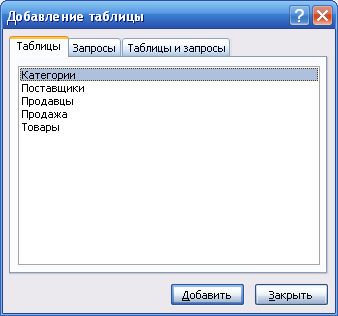 Добавление таблицы
Таблицы Запросы Таблицы и запросы
Категории
Поставщики
Продавцы
Продажа
Товары
Добавить Закрыть